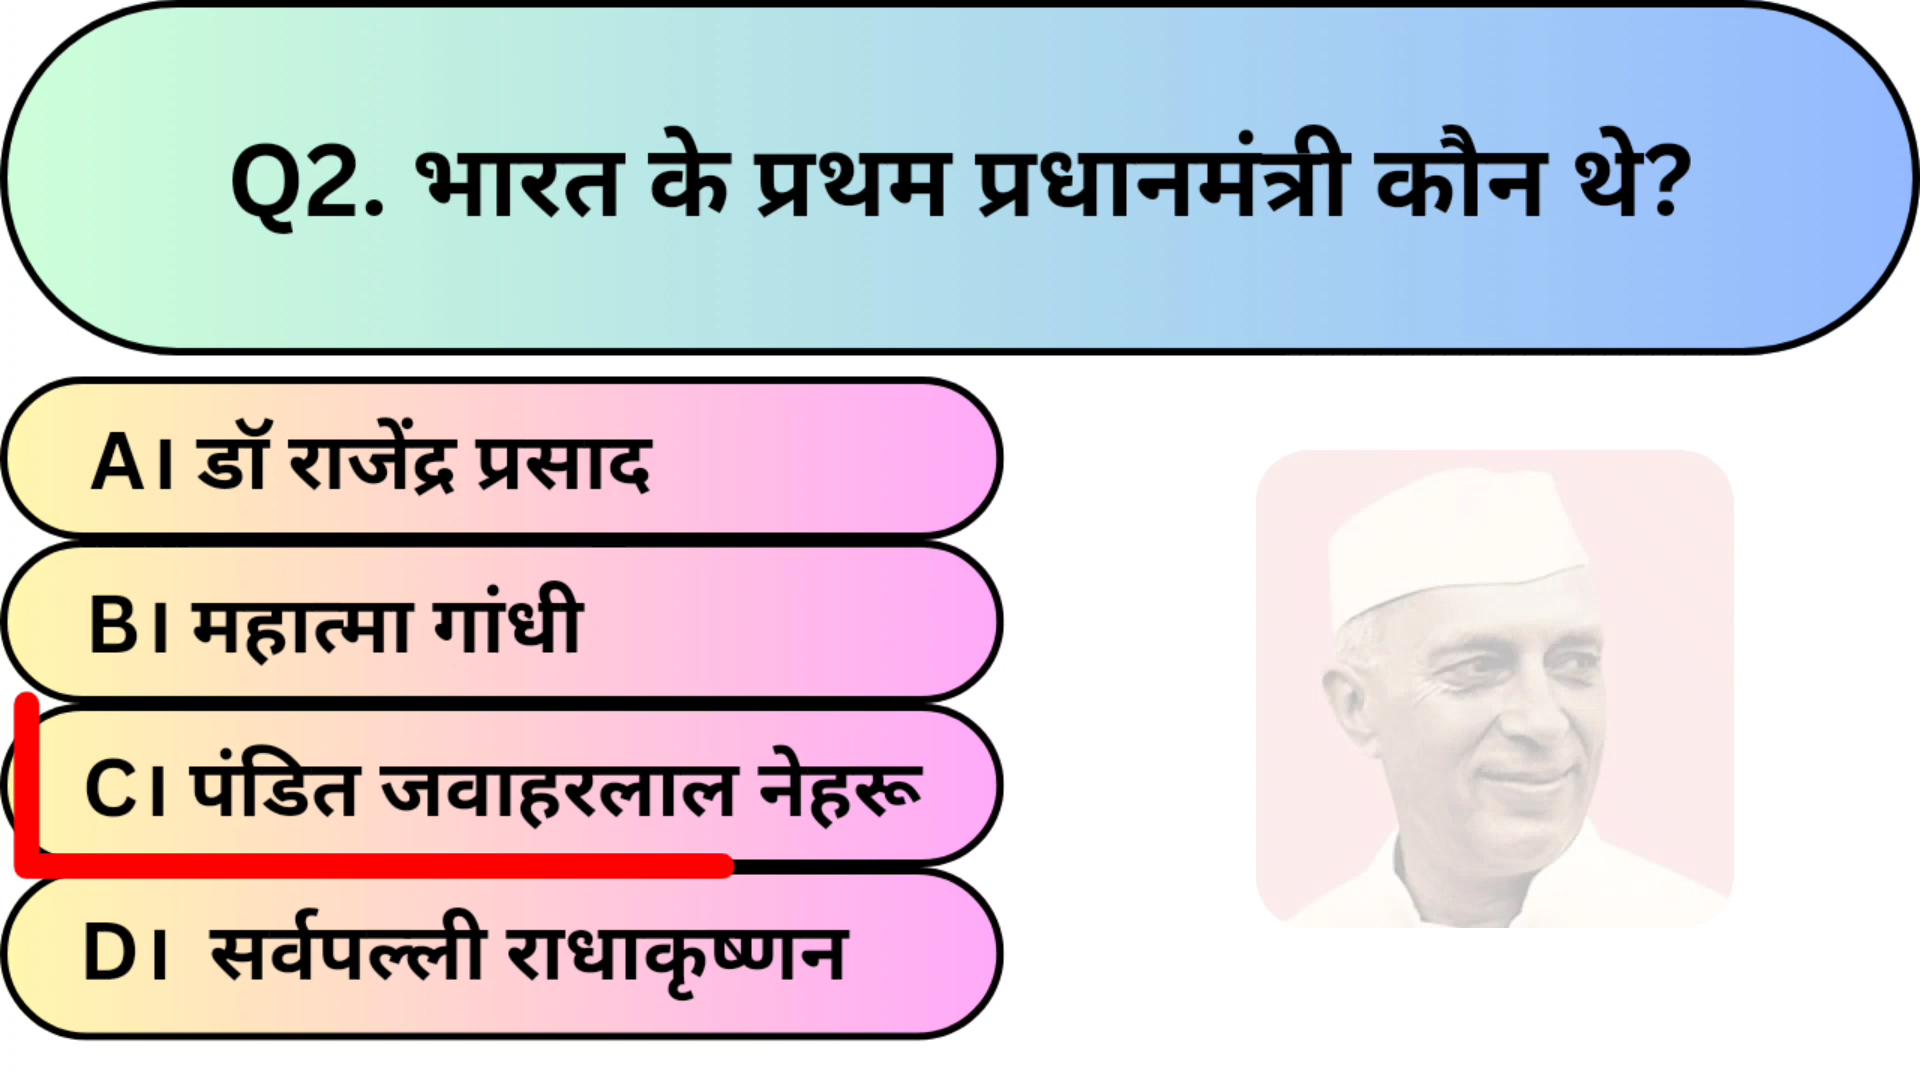 Q2. भारत के प्रथम प्रधानमंत्री कौन थे?
A। डॉ राजेंद्र प्रसाद
B। महात्मा गांधी
C। पंडित जवाहरलाल नेहरू
D। सर्वपल्ली राधाकृष्णन